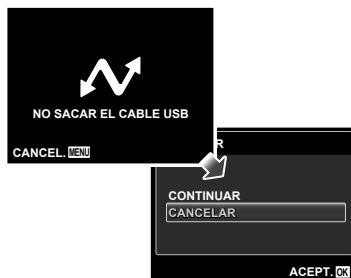 NO SACAR EL CABLE USB
CANCEL. MENU
R
CONTINUAR
CANCELAR
ACEPT. OK